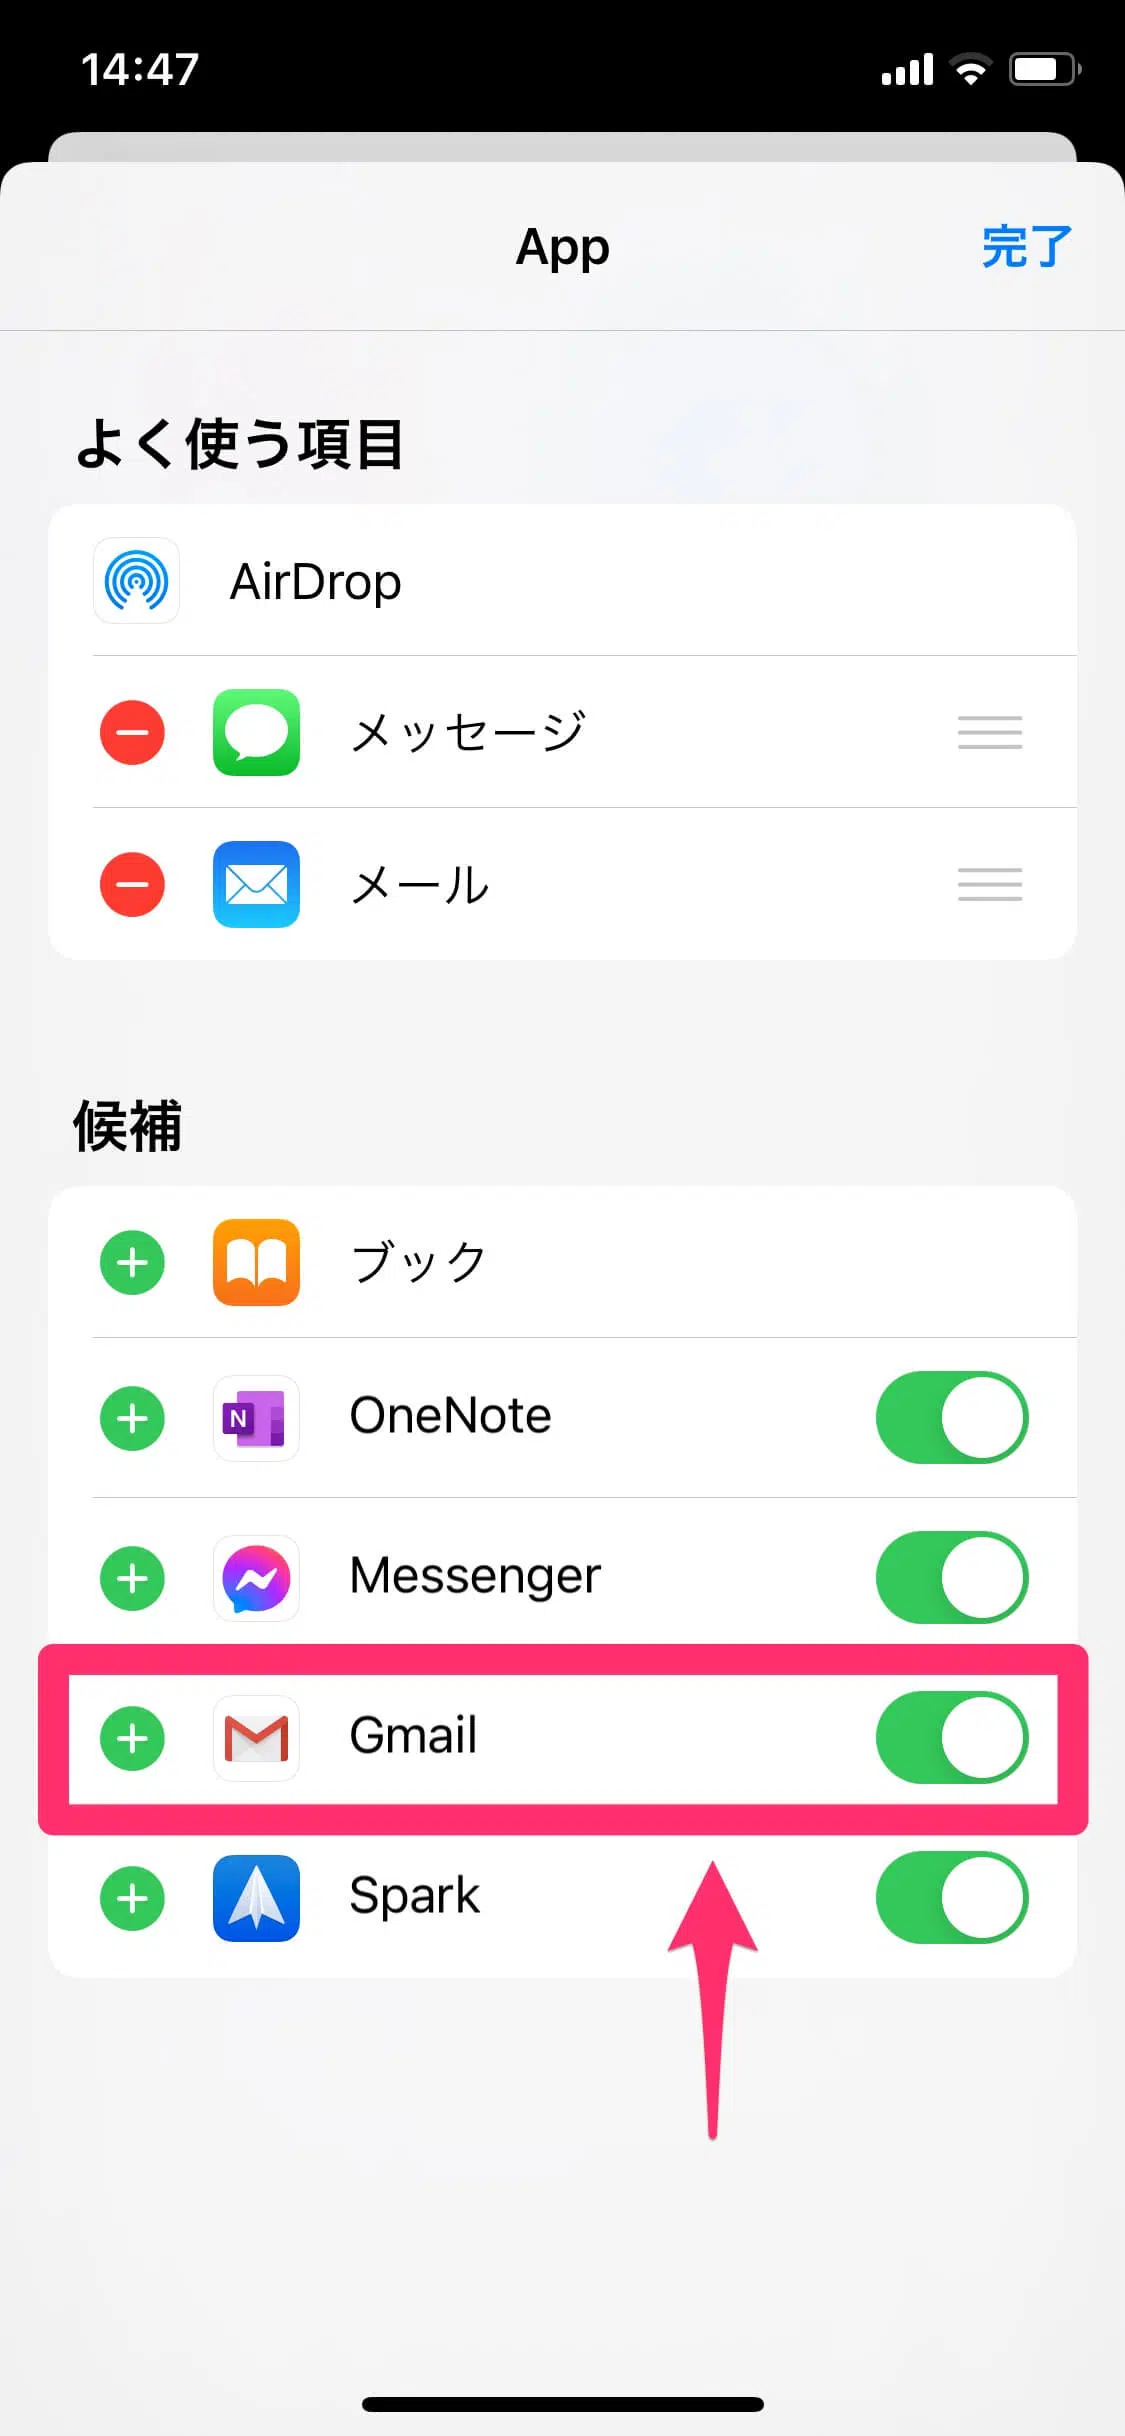 14:47
App
完了
よく使う項目
AirDrop
メッセージ
メール
候補
ブック
N
OneNote
Messenger
Gmail
Spark